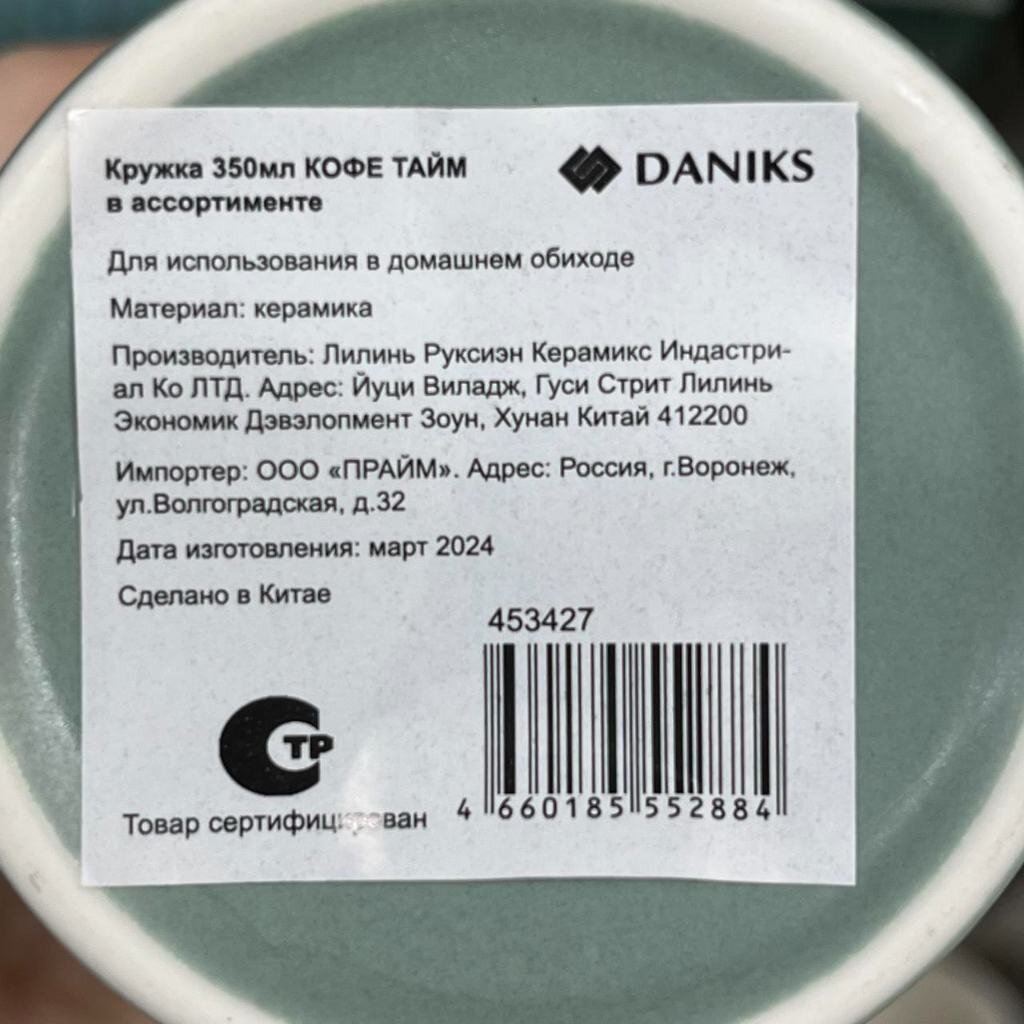 Кружка 350мл КОФЕ ТАЙМ
в ассортименте
DANIKS
Для использования в домашнем обиходе
Материал: керамика
Производитель: Лилинь Руксиэн Керамикс Индастри-
ал Ко ЛТД. Адрес: Йуци Виладж, Гуси Стрит Лилинь
Экономик Дэвэлопмент Зоун, Хунан Китай 412200
Импортер: ООО «ПРАЙМ». Адрес: Россия, г.Воронеж,
ул.Волгоградская, д.32
Дата изготовления: март 2024
Сделано в Китае
453427
СТР
Товар сертифицирован
4 660185 552884